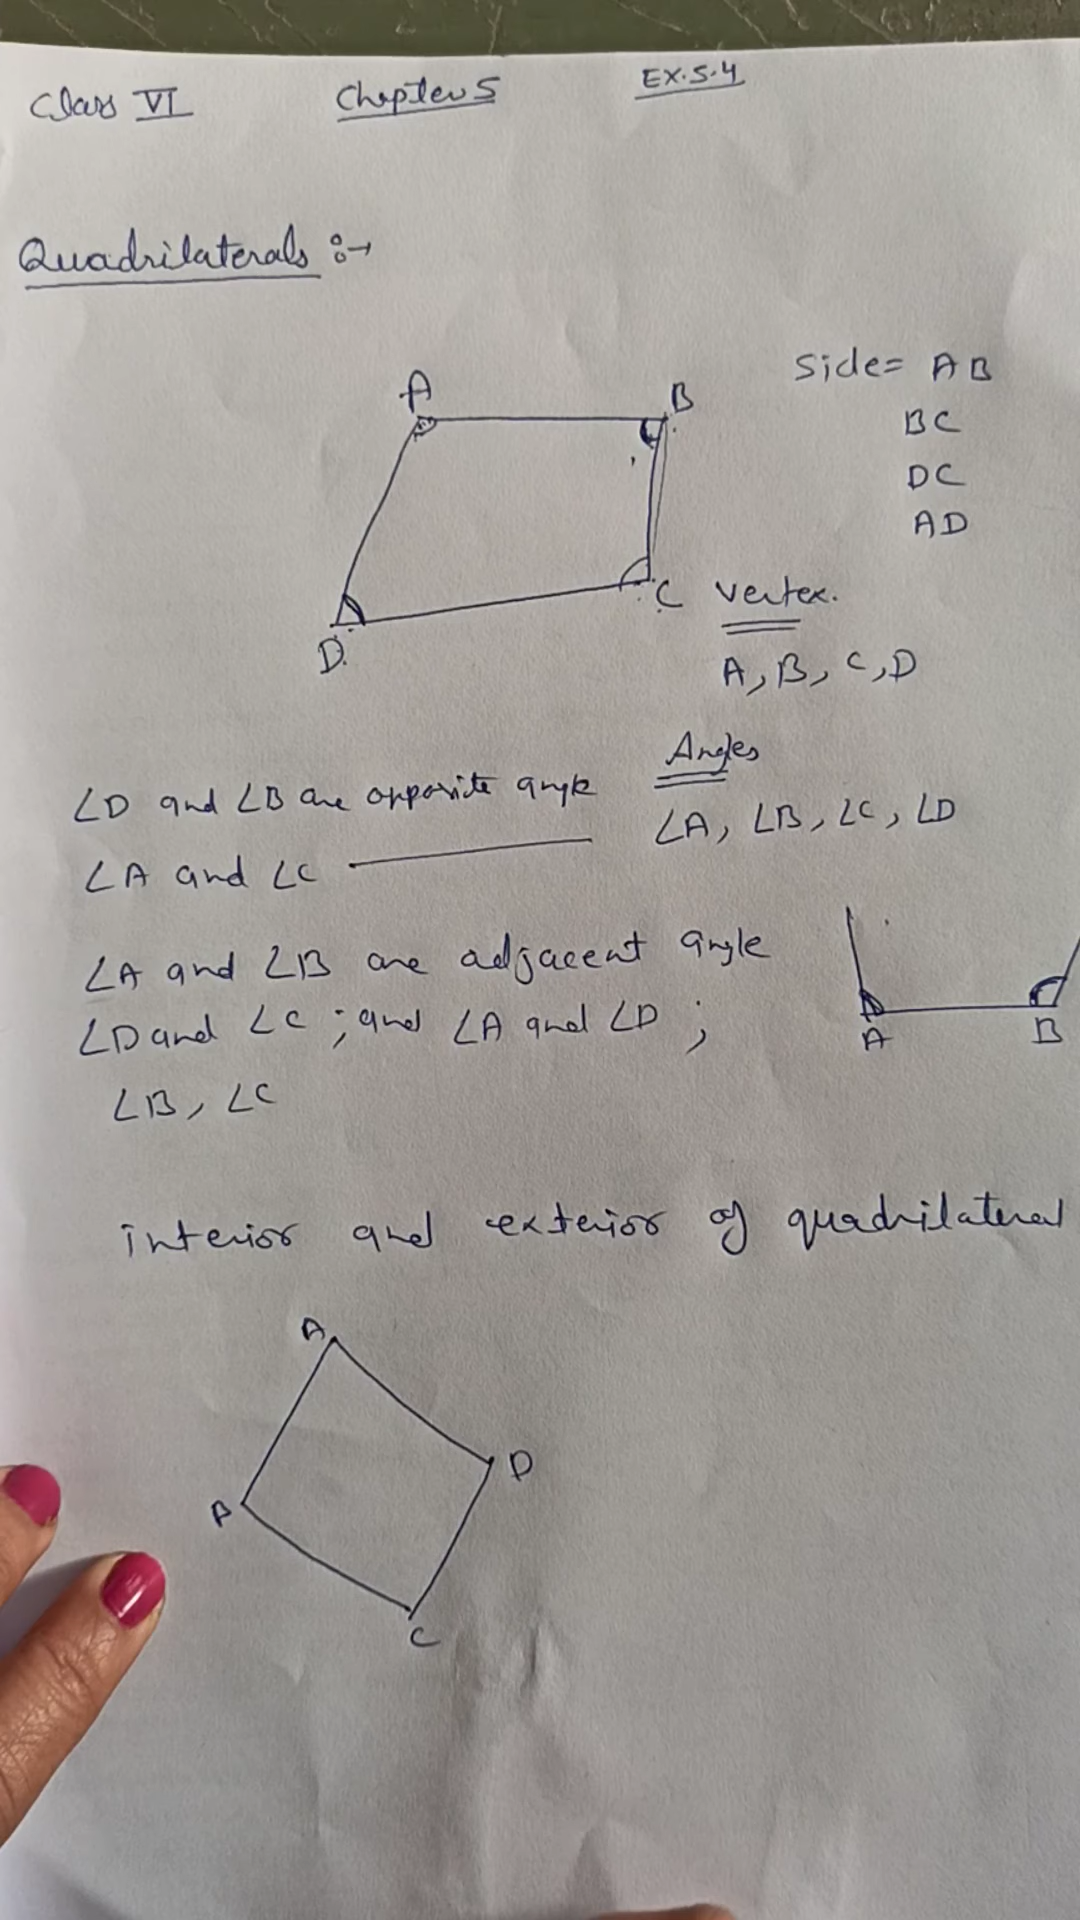 Class VI Chapter 5 EX.5.4
Quadrilaterals :→
A B
D C
Side= AB
BC
DC
AD
Vertex.
A, B, C, D
Angles
∠A, ∠B, ∠C, ∠D
∠D and ∠B are opposite angle
∠A and ∠C
∠A and ∠B are adjacent angle
∠D and ∠C ; and ∠A and ∠D ;
∠B, ∠C
A B
interior and exterior of quadrilateral
A
D
C